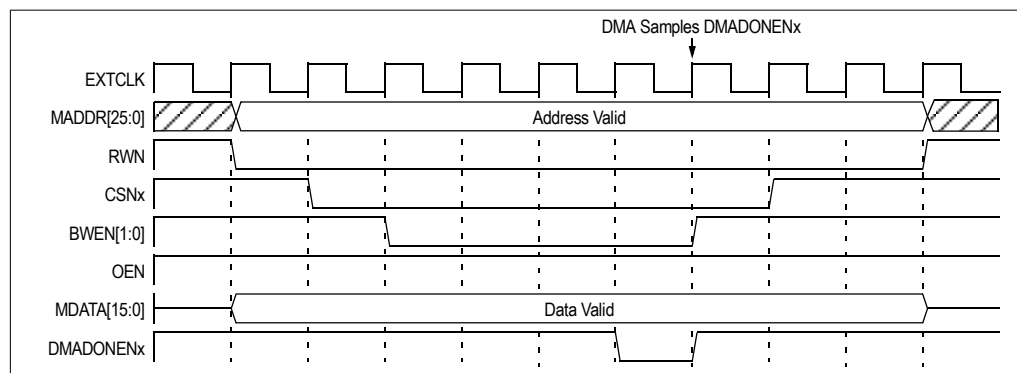 DMA Samples DMADONENx
EXTCLK
MADDR[25:0]
Address Valid
RWN
CSNx
BWEN[1:0]
OEN
MDATA[15:0]
Data Valid
DMADONENx